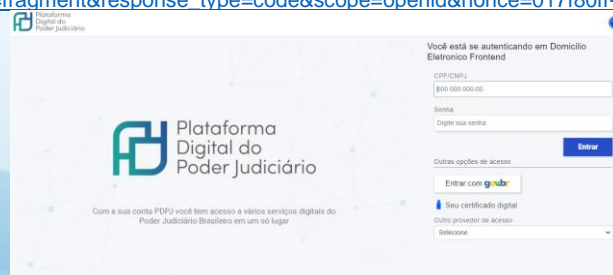 =fragment&response_type=code&scope=openid&nonce=
Plataforma
Digital do
Poder Judiciário
Plataforma
Digital do
Poder Judiciário
Com a sua conta PDPJ você tem acesso a vários serviços digitais do
Poder Judiciário Brasileiro em um só lugar
Você está se autenticando em Domicilio
Eletronico Frontend
CPF/CNPJ
000.000.000-00
Senha
Digite sua senha
Entrar
Outras opções de acesso
Entrar com gov.br
Seu certificado digital
Outro provedor de acesso
Selecione